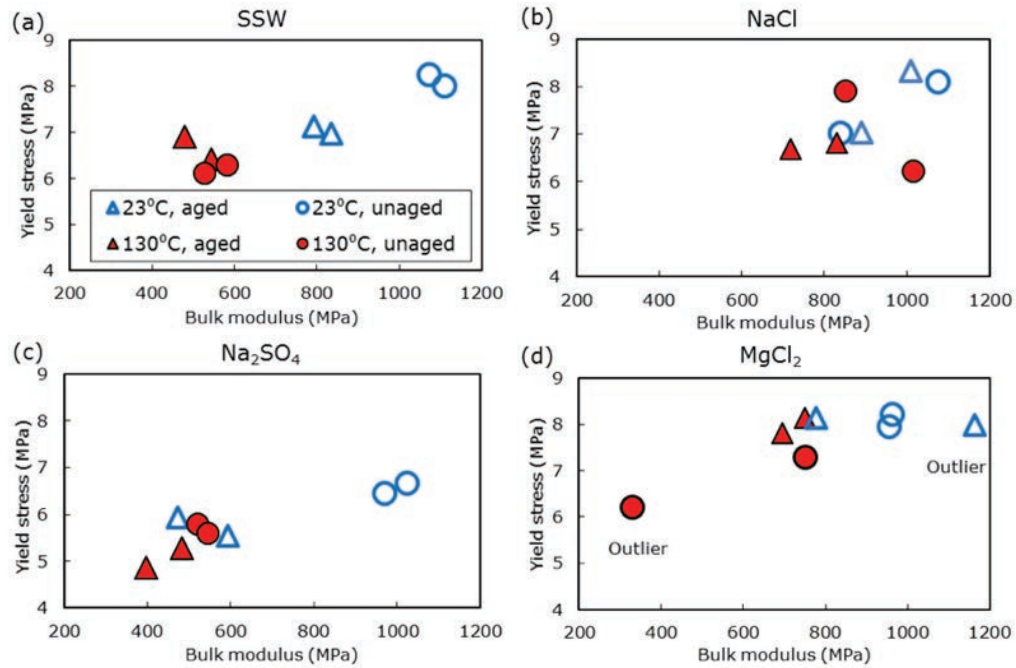 (a) SSW
Yield stress (MPa)
9
8
7
6
5
4
23°C, aged 23°C, unaged
130°C, aged 130°C, unaged
200 400 600 800 1000 1200
Bulk modulus (MPa)
(b) NaCl
Yield stress (MPa)
9
8
7
6
5
4
200 400 600 800 1000 1200
Bulk modulus (MPa)
(c) Na₂SO₄
Yield stress (MPa)
9
8
7
6
5
4
200 400 600 800 1000 1200
Bulk modulus (MPa)
(d) MgCl₂
Yield stress (MPa)
9
8
7
6
5
4
Outlier
Outlier
200 400 600 800 1000 1200
Bulk modulus (MPa)